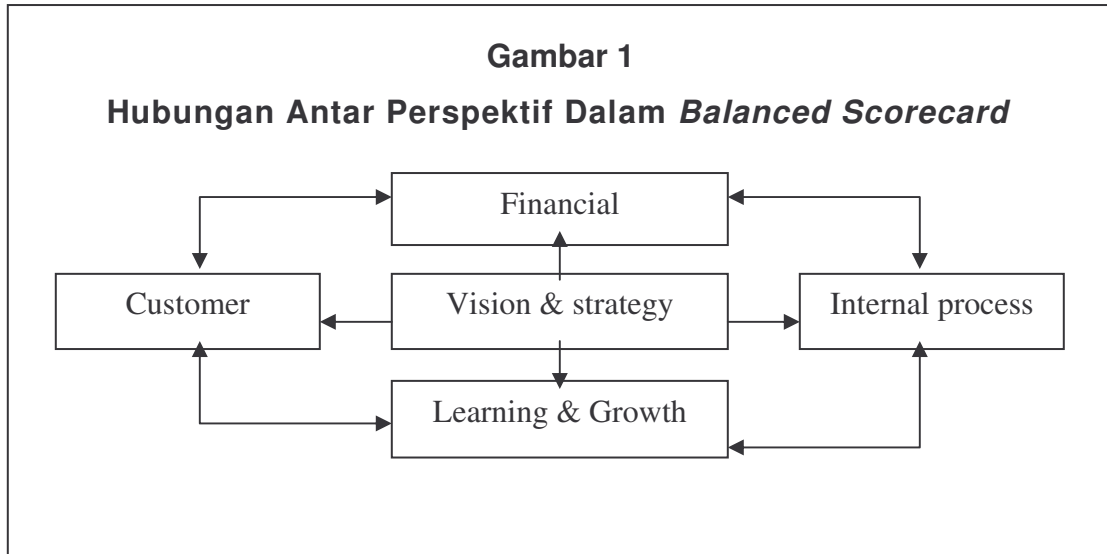 Gambar 1
Hubungan Antar Perspektif Dalam Balanced Scorecard
Financial
Customer
Vision & strategy
Internal process
Learning & Growth